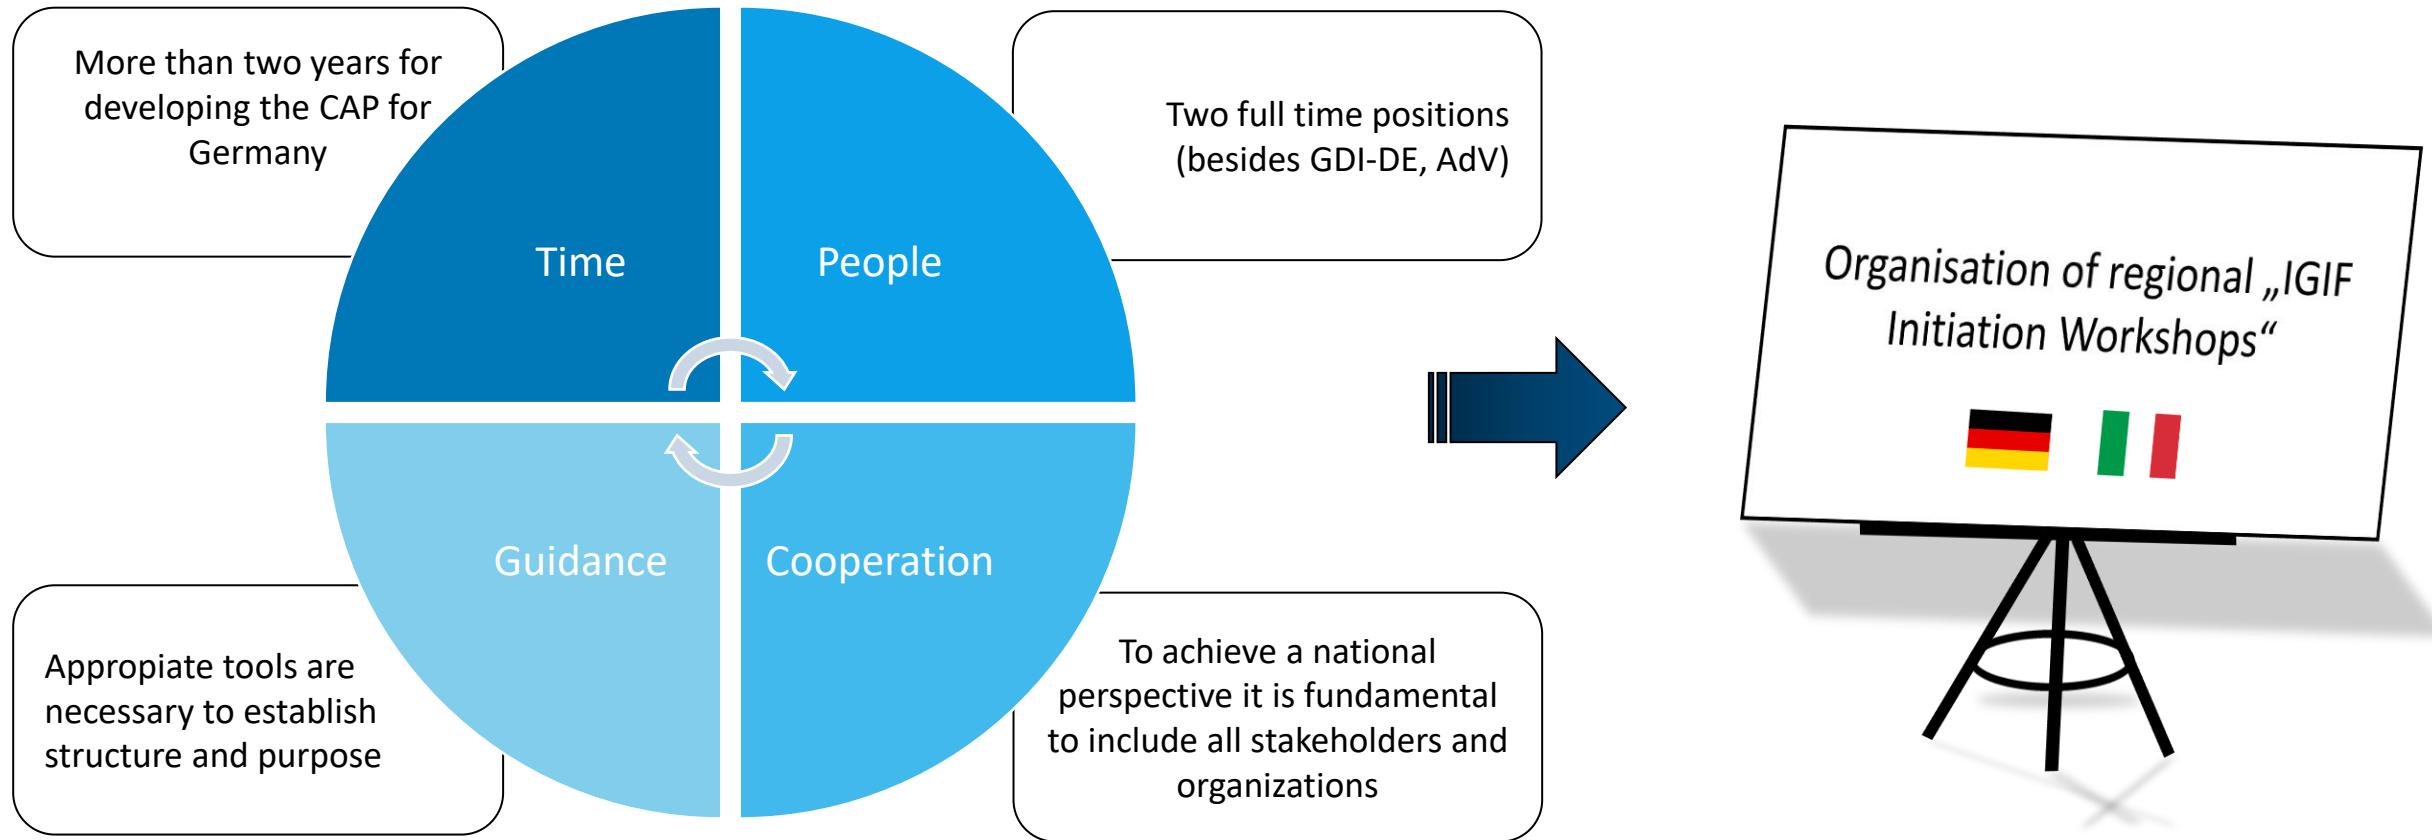 More than two years for
developing the CAP for
Germany
Time
People
Two full time positions
(besides GDI-DE, AdV)
Guidance
Cooperation
Appropiate tools are
necessary to establish
structure and purpose
To achieve a national
perspective it is fundamental
to include all stakeholders and
organizations
Organisation of regional „IGIF
Initiation Workshops“